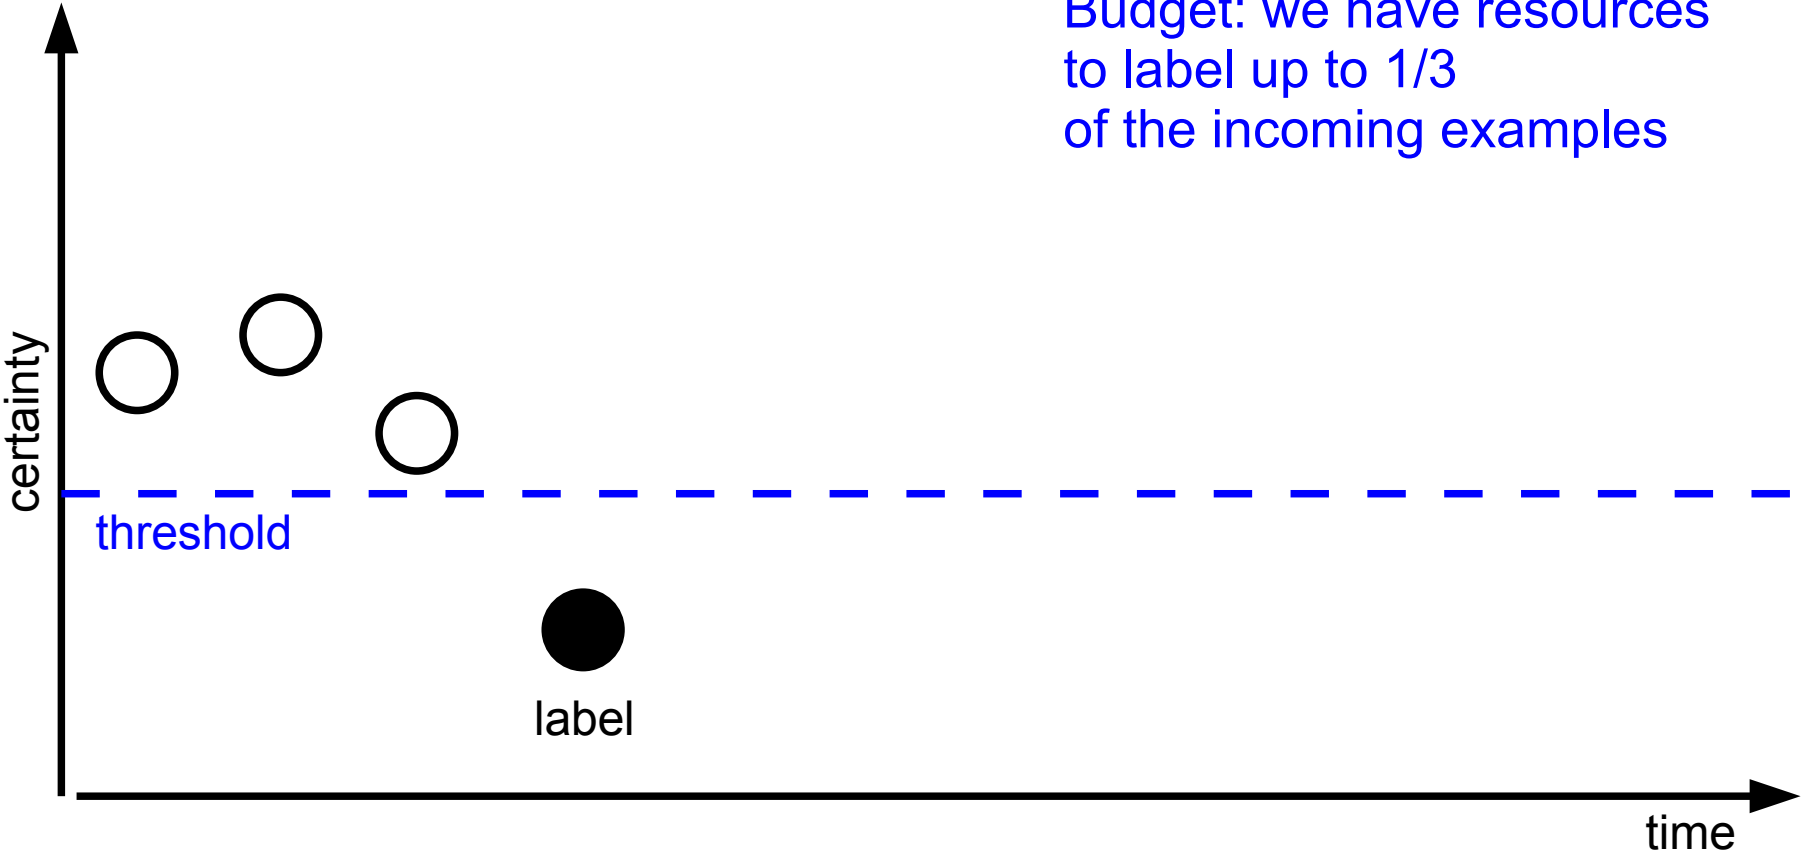 Budget: we have resources
to label up to 1/3
of the incoming examples
certainty
threshold
label
time